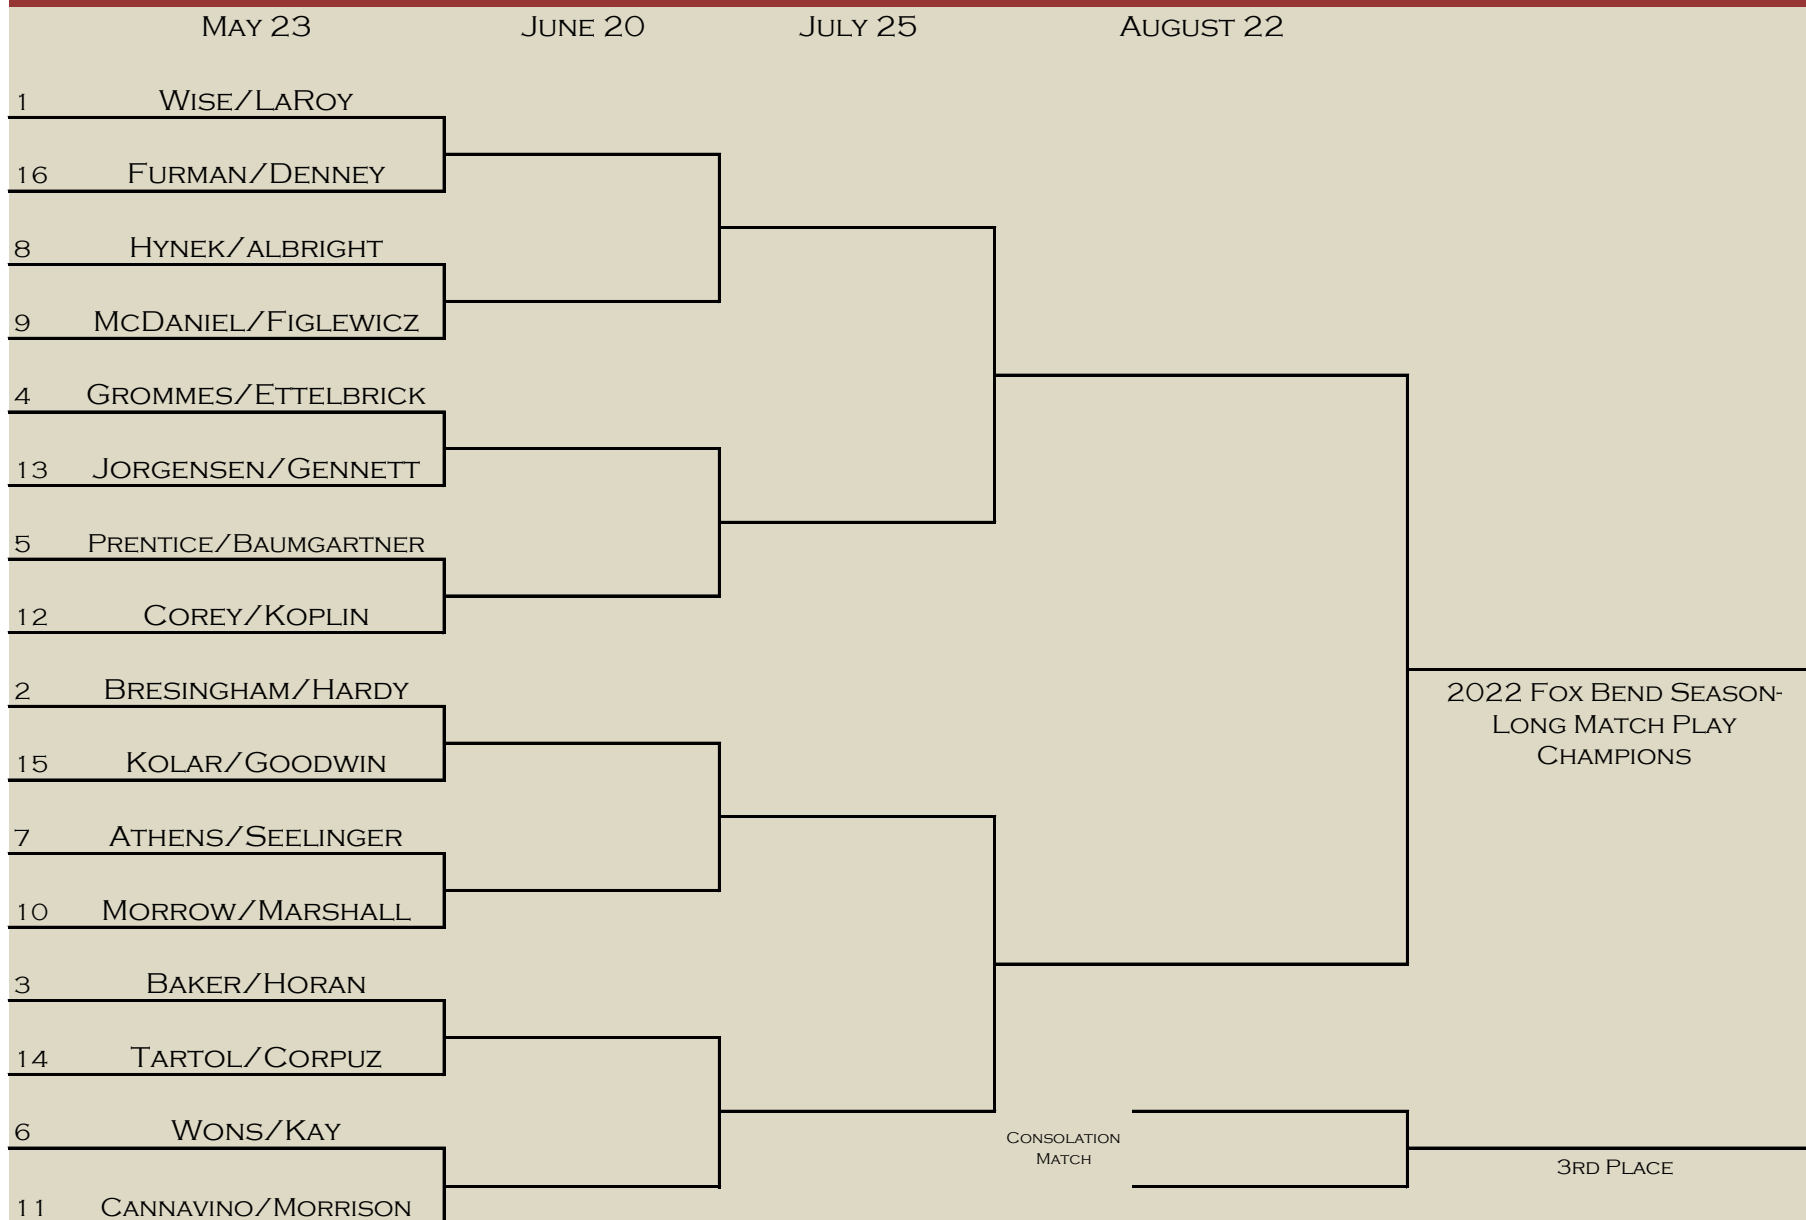 May 23 June 20 July 25 August 22
1 Wise/LaRoy
16 Furman/Denney
8 Hynek/albright
9 McDaniel/Figlewicz
4 Grommes/Ettelbrick
13 Jorgensen/Gennett
5 Prentice/Baumgartner
12 Corey/Koplin
2 Bresingham/Hardy
15 Kolar/Goodwin
7 Athens/Seelinger
10 Morrow/Marshall
3 Baker/Horan
14 Tartol/Corpuz
6 Wons/Kay
11 Cannavino/Morrison
2022 Fox Bend Season-
Long Match Play
Champions
Consolation
Match
3rd Place